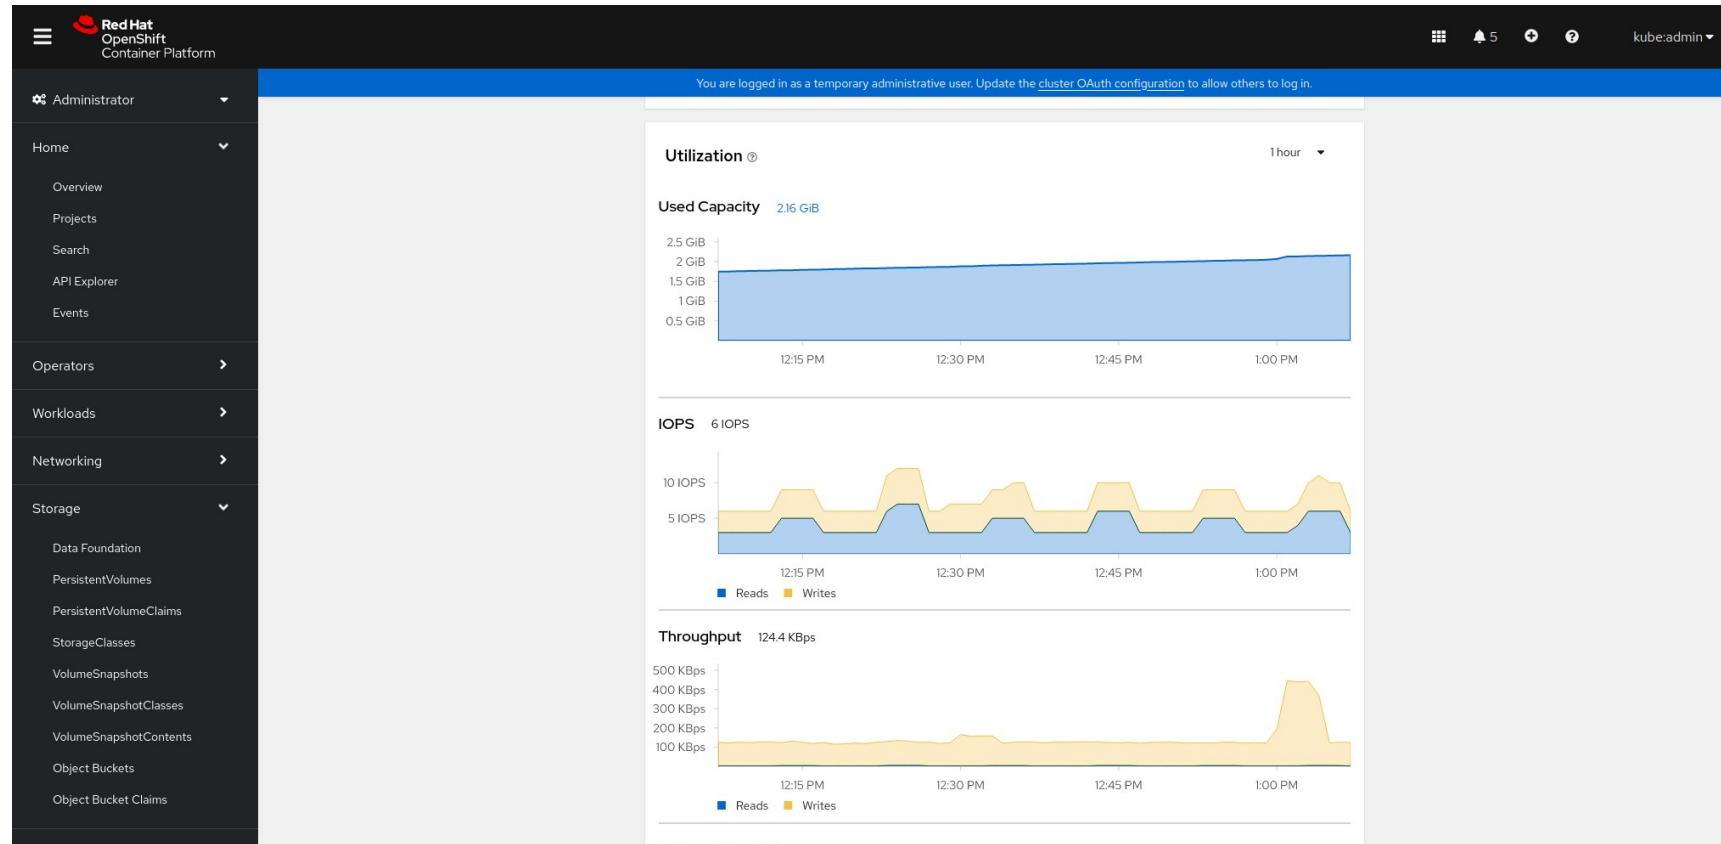 Red Hat
OpenShift
Container Platform
5
kube:admin
You are logged in as a temporary administrative user. Update the cluster OAuth configuration to allow others to log in.
Administrator
Home
Overview
Projects
Search
API Explorer
Events
Operators
Workloads
Networking
Storage
Data Foundation
PersistentVolumes
PersistentVolumeClaims
StorageClasses
VolumeSnapshots
VolumeSnapshotClasses
VolumeSnapshotContents
Object Buckets
Object Bucket Claims
Utilization
1 hour
Used Capacity 2.16 GiB
2.5 GiB
2 GiB
1.5 GiB
1 GiB
0.5 GiB
12:15 PM 12:30 PM 12:45 PM 1:00 PM
IOPS 6 IOPS
10 IOPS
5 IOPS
12:15 PM 12:30 PM 12:45 PM 1:00 PM
Reads Writes
Throughput 124.4 KBps
500 KBps
400 KBps
300 KBps
200 KBps
100 KBps
12:15 PM 12:30 PM 12:45 PM 1:00 PM
Reads Writes